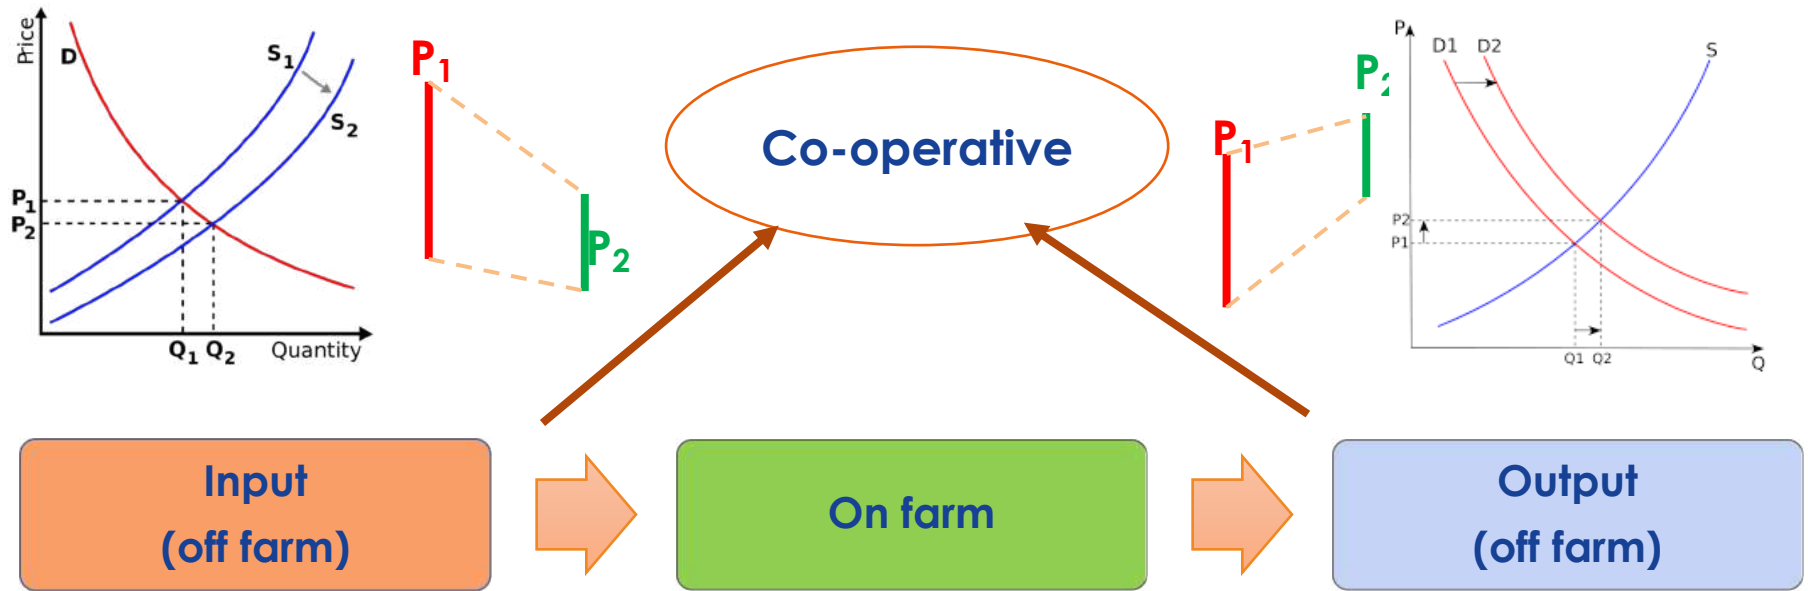 Price
D
S1
S2
P1
P2
Q1 Q2 Quantity
P1
P2
Co-operative
P1
P2
P
D1 D2
S
P2
P1
Q1 Q2
Q
Input
(off farm)
On farm
Output
(off farm)